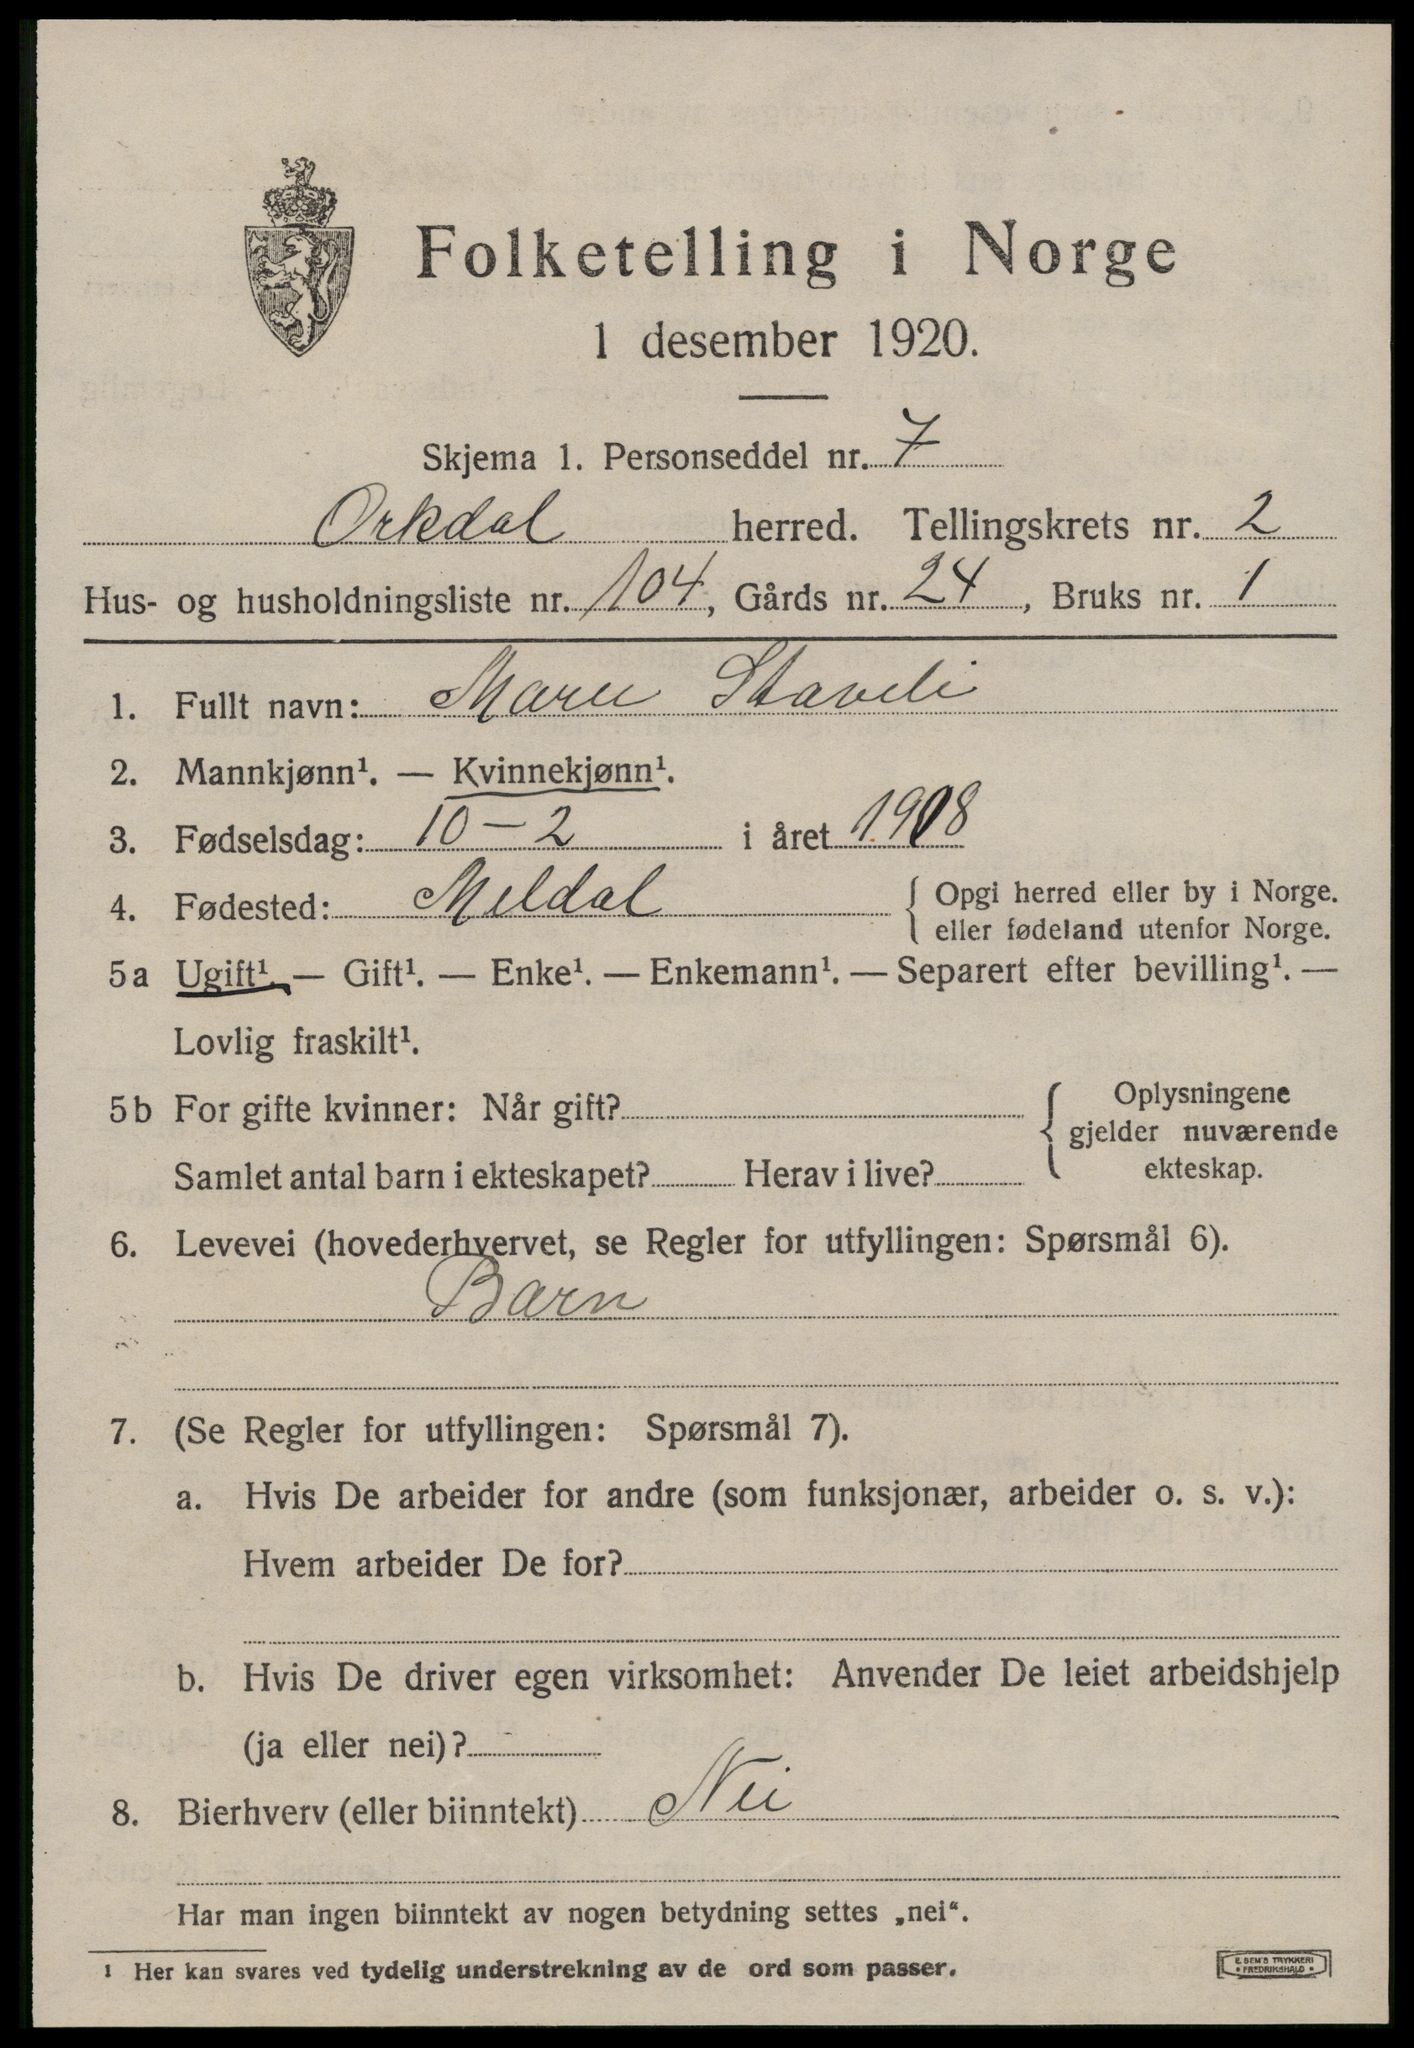 Folketelling i Norge
1 desember 1920.
Skjema 1. Personseddel nr. 7
Orkdal herred. Tellingskrets nr. 2
Hus- og husholdningsliste nr. 104, Gårds nr. 24, Bruks nr. 1
1. Fullt navn: Marie Staveli
2. Mannkjønn¹. — Kvinnekjønn¹.
3. Fødselsdag: 10-2 i året 1908
4. Fødested: Meldal { Opgi herred eller by i Norge.
eller fødeland utenfor Norge.
5a Ugift¹. — Gift¹. — Enke¹. — Enkemann¹. — Separert efter bevilling¹. —
Lovlig fraskilt¹.
5b For gifte kvinner: Når gift? { Oplysningene
gjelder nuværende
ekteskap.
Samlet antal barn i ekteskapet? Herav i live?
6. Levevei (hovederhvervet, se Regler for utfyllingen: Spørsmål 6).
Barn
7. (Se Regler for utfyllingen: Spørsmål 7).
a. Hvis De arbeider for andre (som funksjonær, arbeider o. s. v.):
Hvem arbeider De for?
b. Hvis De driver egen virksomhet: Anvender De leiet arbeidshjelp
(ja eller nei)?
8. Bierhverv (eller biinntekt) Nei
Har man ingen biinntekt av nogen betydning settes „nei“.
1 Her kan svares ved tydelig understrekning av de ord som passer.
E. SEM'S TRYKKERI
• FREDRIKSHALD •